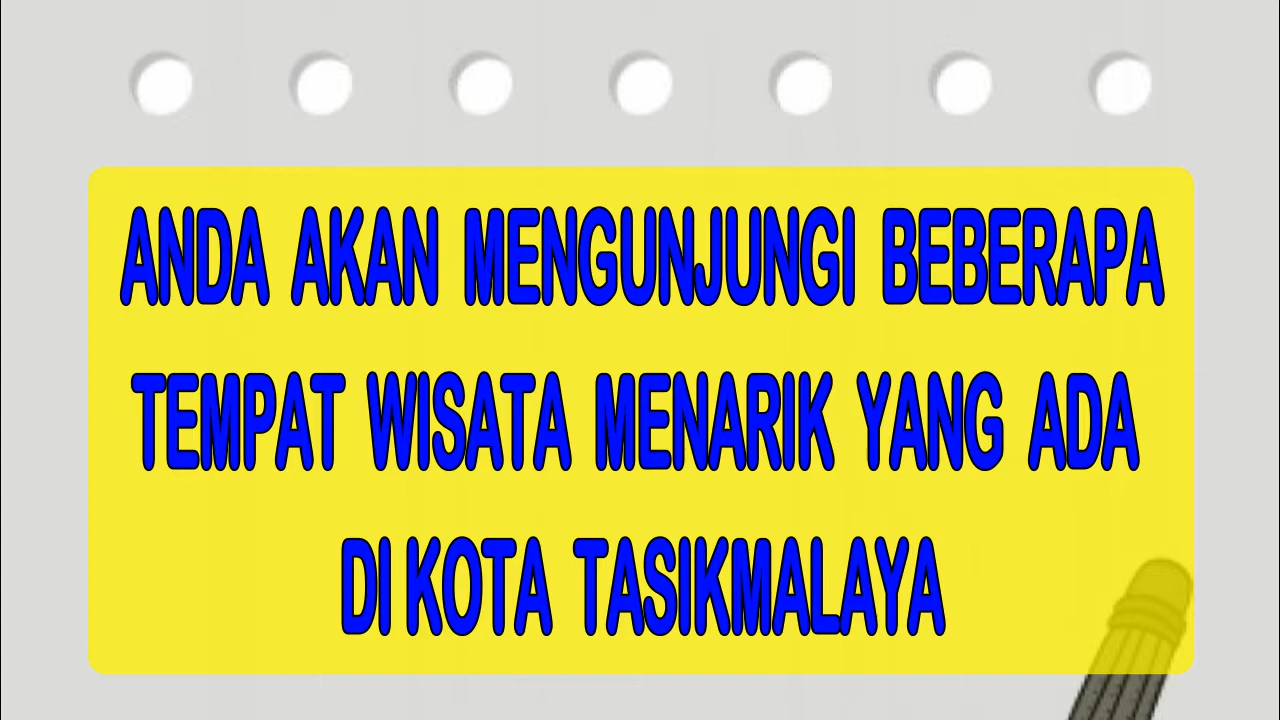 ANDA AKAN MENGUNJUNGI BEBERAPA
TEMPAT WISATA MENARIK YANG ADA
DI KOTA TASIKMALAYA